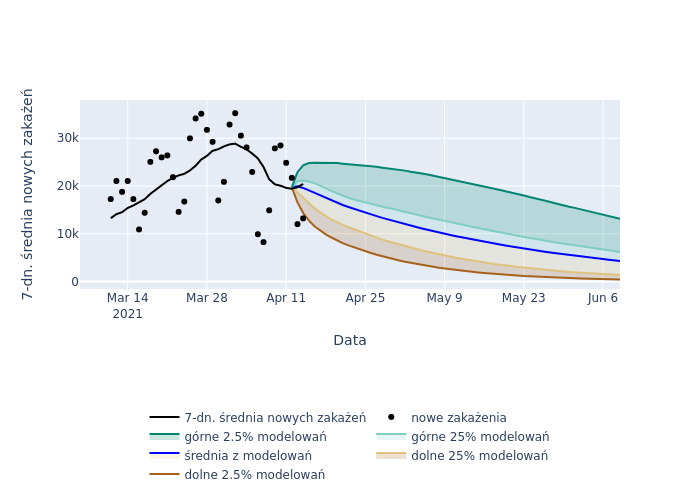 7-dn. średnia nowych zakażeń
30k
20k
10k
0
Mar 14
2021
Mar 28
Apr 11
Apr 25
May 9
May 23
Jun 6
Data
7-dn. średnia nowych zakażeń
nowe zakażenia
górne 2.5% modelowań
górne 25% modelowań
średnia z modelowań
dolne 25% modelowań
dolne 2.5% modelowań